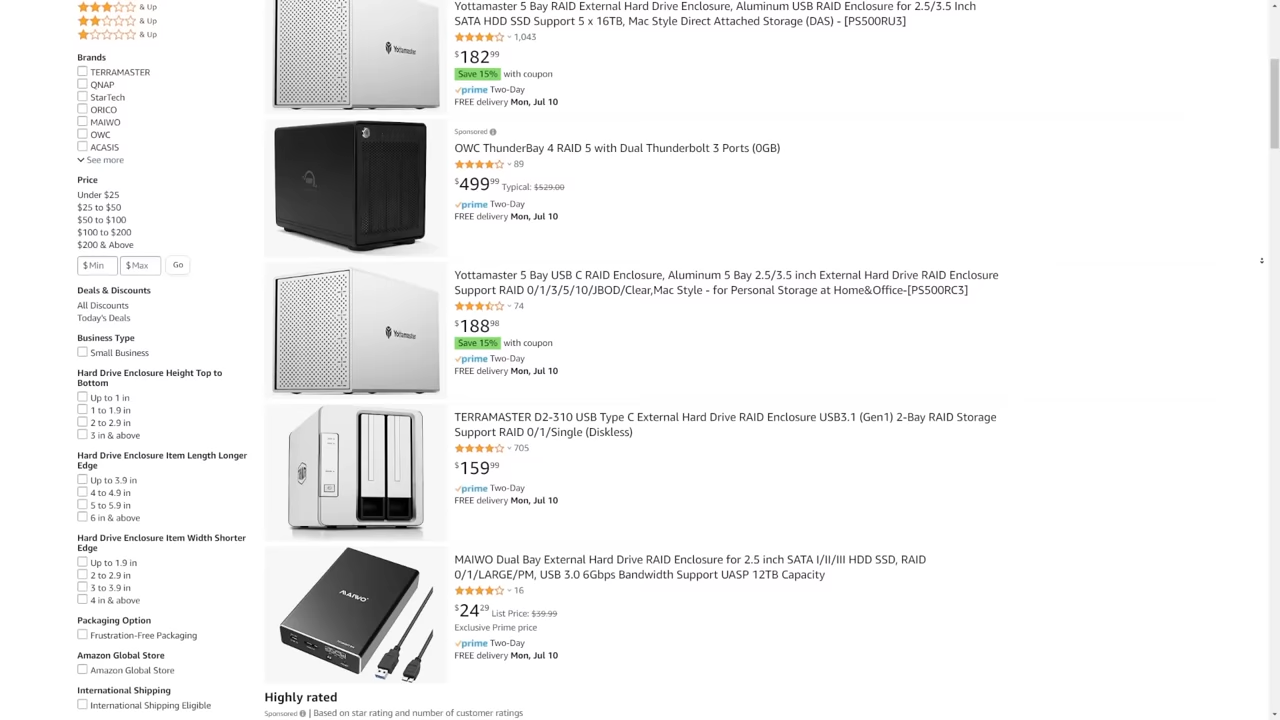 & Up
& Up
& Up
Brands
TERRAMASTER
QNAP
StarTech
ORICO
MAIWO
OWC
ACASIS
See more
Price
Under $25
$25 to $50
$50 to $100
$100 to $200
$200 & Above
$ Min $ Max Go
Deals & Discounts
All Discounts
Today's Deals
Business Type
Small Business
Hard Drive Enclosure Height Top to
Bottom
Up to 1 in
1 to 1.9 in
2 to 2.9 in
3 in & above
Hard Drive Enclosure Item Length Longer
Edge
Up to 3.9 in
4 to 4.9 in
5 to 5.9 in
6 in & above
Hard Drive Enclosure Item Width Shorter
Edge
Up to 1.9 in
2 to 2.9 in
3 to 3.9 in
4 in & above
Packaging Option
Frustration-Free Packaging
Amazon Global Store
Amazon Global Store
International Shipping
International Shipping Eligible
Yottamaster
Yottamaster 5 Bay RAID External Hard Drive Enclosure, Aluminum USB RAID Enclosure for 2.5/3.5 Inch
SATA HDD SSD Support 5 x 16TB, Mac Style Direct Attached Storage (DAS) - [PS500RU3]
1,043
$182.99
Save 15% with coupon
prime Two-Day
FREE delivery Mon, Jul 10
Sponsored
OWC ThunderBay 4 RAID 5 with Dual Thunderbolt 3 Ports (0GB)
89
$499.99 Typical: $529.00
prime Two-Day
FREE delivery Mon, Jul 10
Yottamaster
Yottamaster 5 Bay USB C RAID Enclosure, Aluminum 5 Bay 2.5/3.5 inch External Hard Drive RAID Enclosure
Support RAID 0/1/3/5/10/JBOD/Clear,Mac Style - for Personal Storage at Home&Office-[PS500RC3]
74
$188.98
Save 15% with coupon
prime Two-Day
FREE delivery Mon, Jul 10
TERRAMASTER D2-310 USB Type C External Hard Drive RAID Enclosure USB3.1 (Gen1) 2-Bay RAID Storage
Support RAID 0/1/Single (Diskless)
705
$159.99
prime Two-Day
FREE delivery Mon, Jul 10
MAIWO
MAIWO Dual Bay External Hard Drive RAID Enclosure for 2.5 inch SATA I/II/III HDD SSD, RAID
0/1/LARGE/PM, USB 3.0 6Gbps Bandwidth Support UASP 12TB Capacity
16
$24.29 List Price: $39.99
Exclusive Prime price
prime Two-Day
FREE delivery Mon, Jul 10
Highly rated
Sponsored | Based on star rating and number of customer ratings